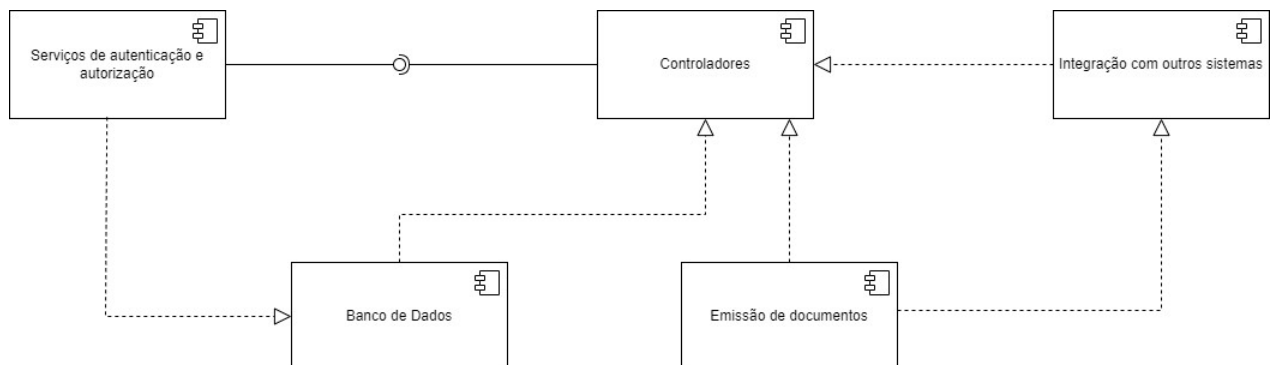 Serviços de autenticação e
autorização
Controladores
Integração com outros sistemas
Banco de Dados
Emissão de documentos